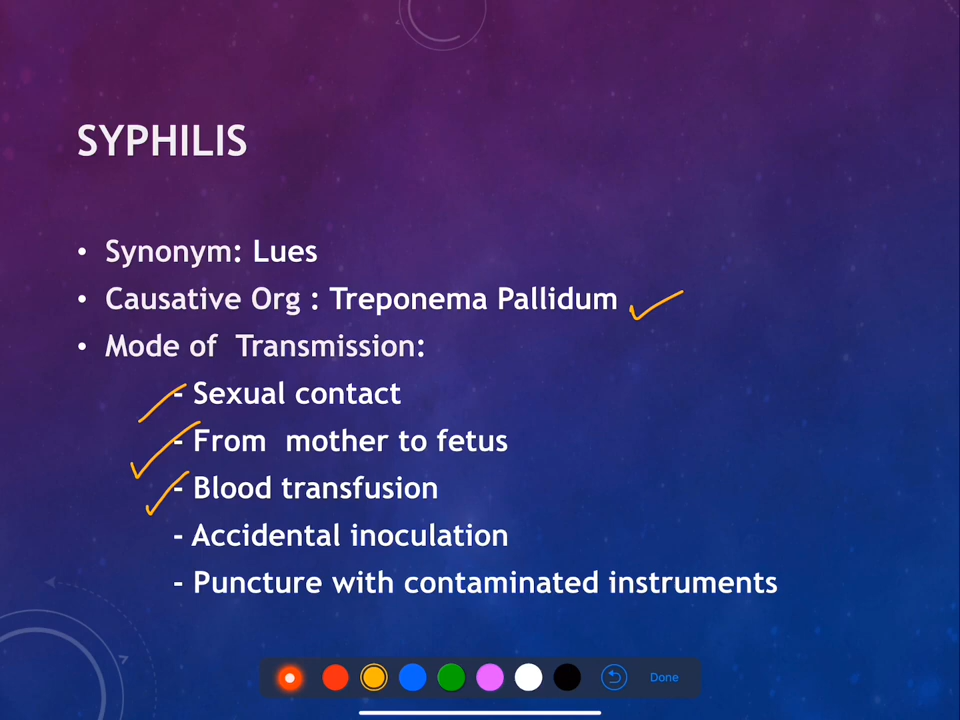 SYPHILIS
• Synonym: Lues
• Causative Org : Treponema Pallidum
• Mode of Transmission:
- Sexual contact
- From mother to fetus
- Blood transfusion
- Accidental inoculation
- Puncture with contaminated instruments
Done